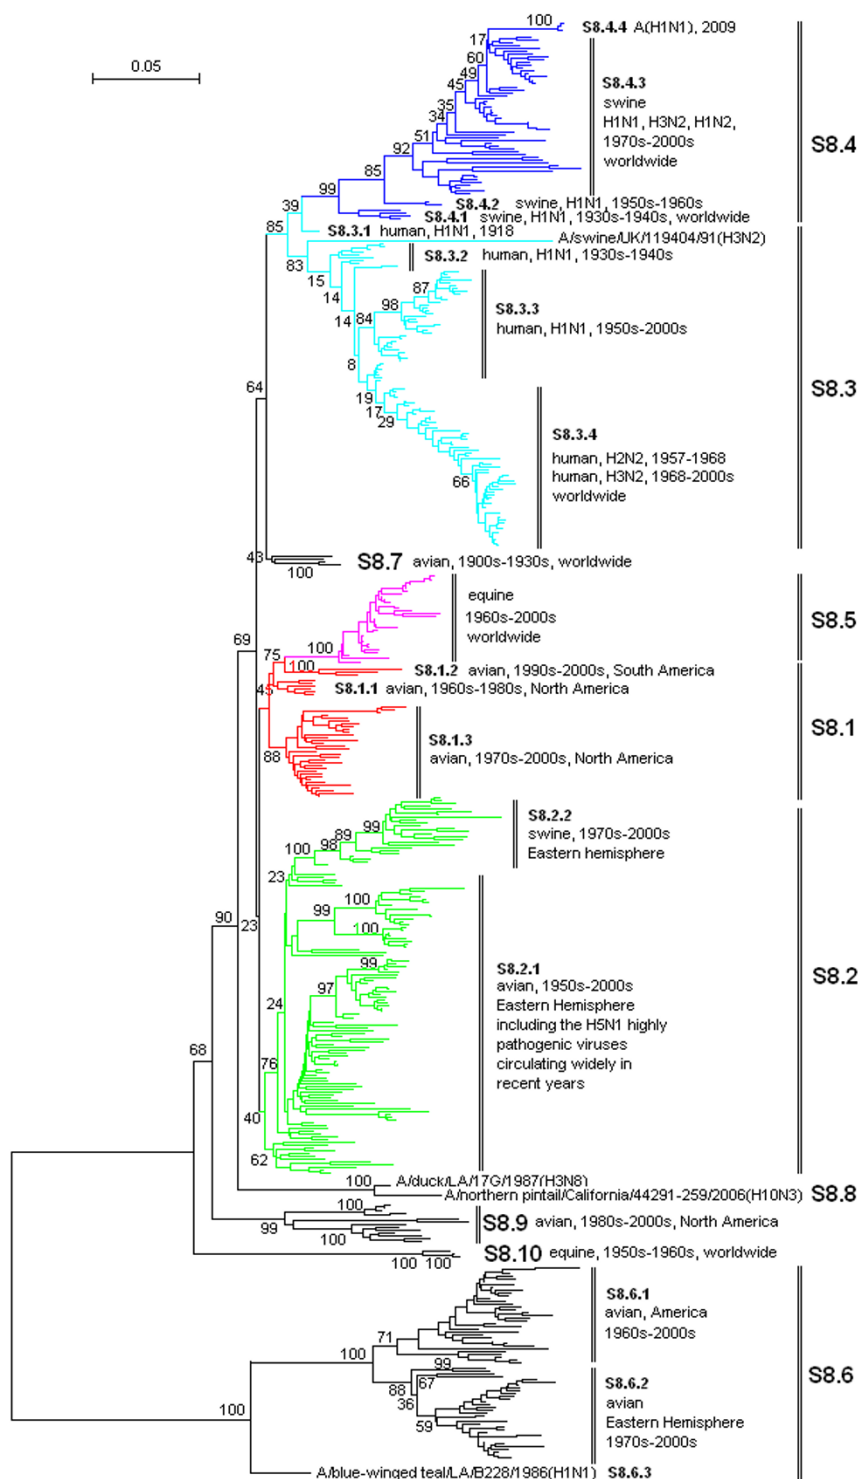 100
S8.4.4 A(H1N1), 2009
17
0.05
60
49
S8.4.3
45
swine
35
H1N1, H3N2, H1N2,
34
1970s-2000s
51
S8.4
92
worldwide
85
99
39
S8.4.2 swine, H1N1, 1950s-1960s
S8.4.1 swine, H1N1, 1930s-1940s, worldwide
85
S8.3.1 human, H1N1, 1918
A/swine/UK/119404/91(H3N2)
83
S8.3.2 human, H1N1, 1930s-1940s
15
14
87
98
S8.3.3
14
84
human, H1N1, 1950s-2000s
8
64
S8.3
19
17
29
S8.3.4
human, H2N2, 1957-1968
human, H3N2, 1968-2000s
66
worldwide
43
S8.7 avian, 1900s-1930s, worldwide
100
equine
1960s-2000s
S8.5
worldwide
69
100
75
100
S8.1.2 avian, 1990s-2000s, South America
45
S8.1.1 avian, 1960s-1980s, North America
S8.1
S8.1.3
88
avian, 1970s-2000s, North America
S8.2.2
99
swine, 1970s-2000s
89
98
Eastern hemisphere
100
23
100
99
90
23
100
99
S8.2.1
S8.2
97
avian, 1950s-2000s
Eastern Hemisphere
24
including the H5N1 highly
pathogenic viruses
68
circulating widely in
76
recent years
40
62
100
A/duck/LA/17G/1987(H3N8)
S8.8
A/northern pintail/California/44291-259/2006(H10N3)
100
99
S8.9 avian, 1980s-2000s, North America
100
S8.10 equine, 1950s-1960s, worldwide
100
100
S8.6.1
avian, America
1960s-2000s
71
100
99
S8.6
67
S8.6.2
88
36
avian
59
Eastern Hemisphere
100
1970s-2000s
A/blue-winged teal/LA/B228/1986(H1N1) S8.6.3